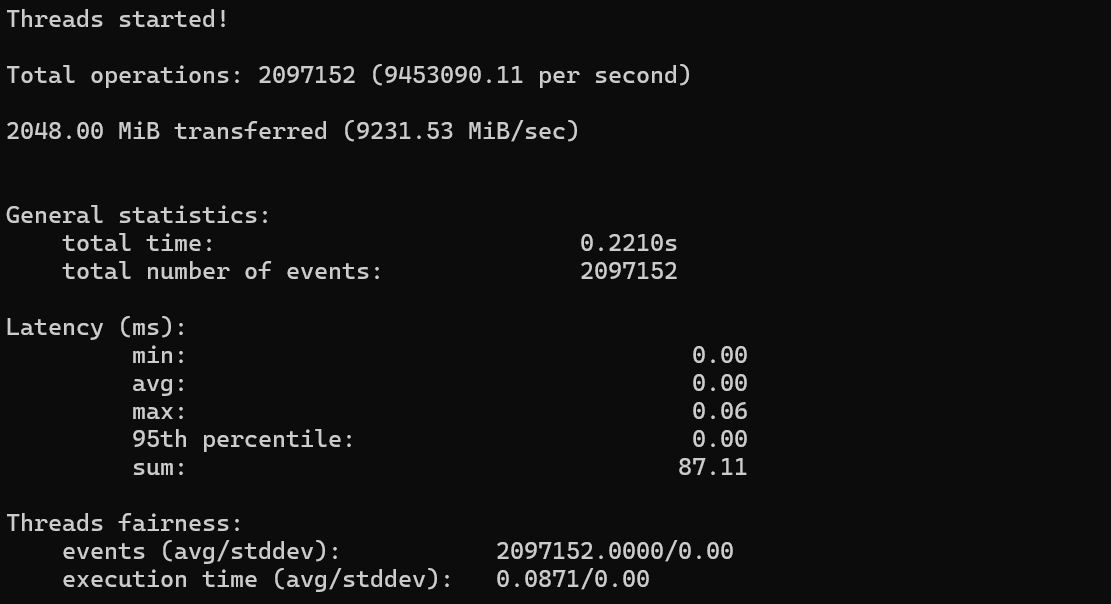 Threads started!
Total operations: 2097152 (9453090.11 per second)
2048.00 MiB transferred (9231.53 MiB/sec)
General statistics:
total time: 0.2210s
total number of events: 2097152
Latency (ms):
min: 0.00
avg: 0.00
max: 0.06
95th percentile: 0.00
sum: 87.11
Threads fairness:
events (avg/stddev): 2097152.0000/0.00
execution time (avg/stddev): 0.0871/0.00